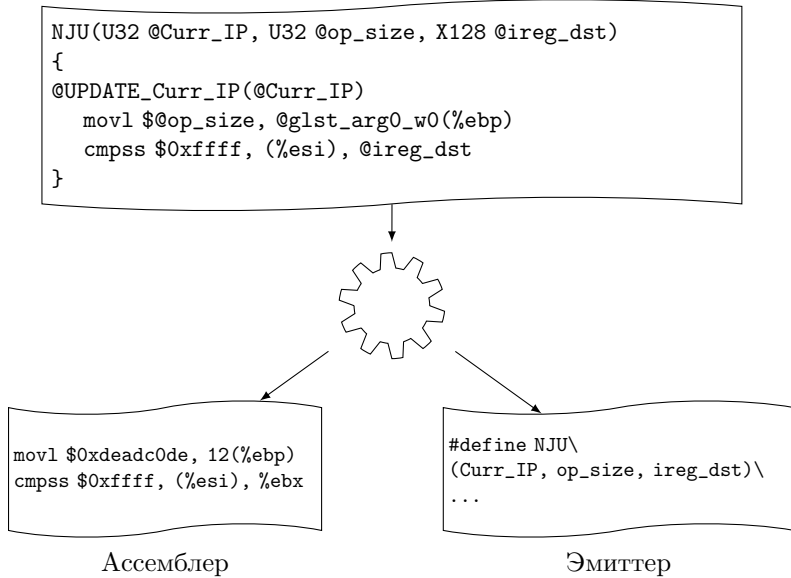 NJU(U32 @Curr_IP, U32 @op_size, X128 @ireg_dst)
{
@UPDATE_Curr_IP(@Curr_IP)
movl $@op_size, @glst_arg0_w0(%ebp)
cmpss $0xffff, (%esi), @ireg_dst
}
movl $0xdeadc0de, 12(%ebp)
cmpss $0xffff, (%esi), %ebx
Ассемблер
#define NJU\
(Curr_IP, op_size, ireg_dst)\
...
Эмиттер